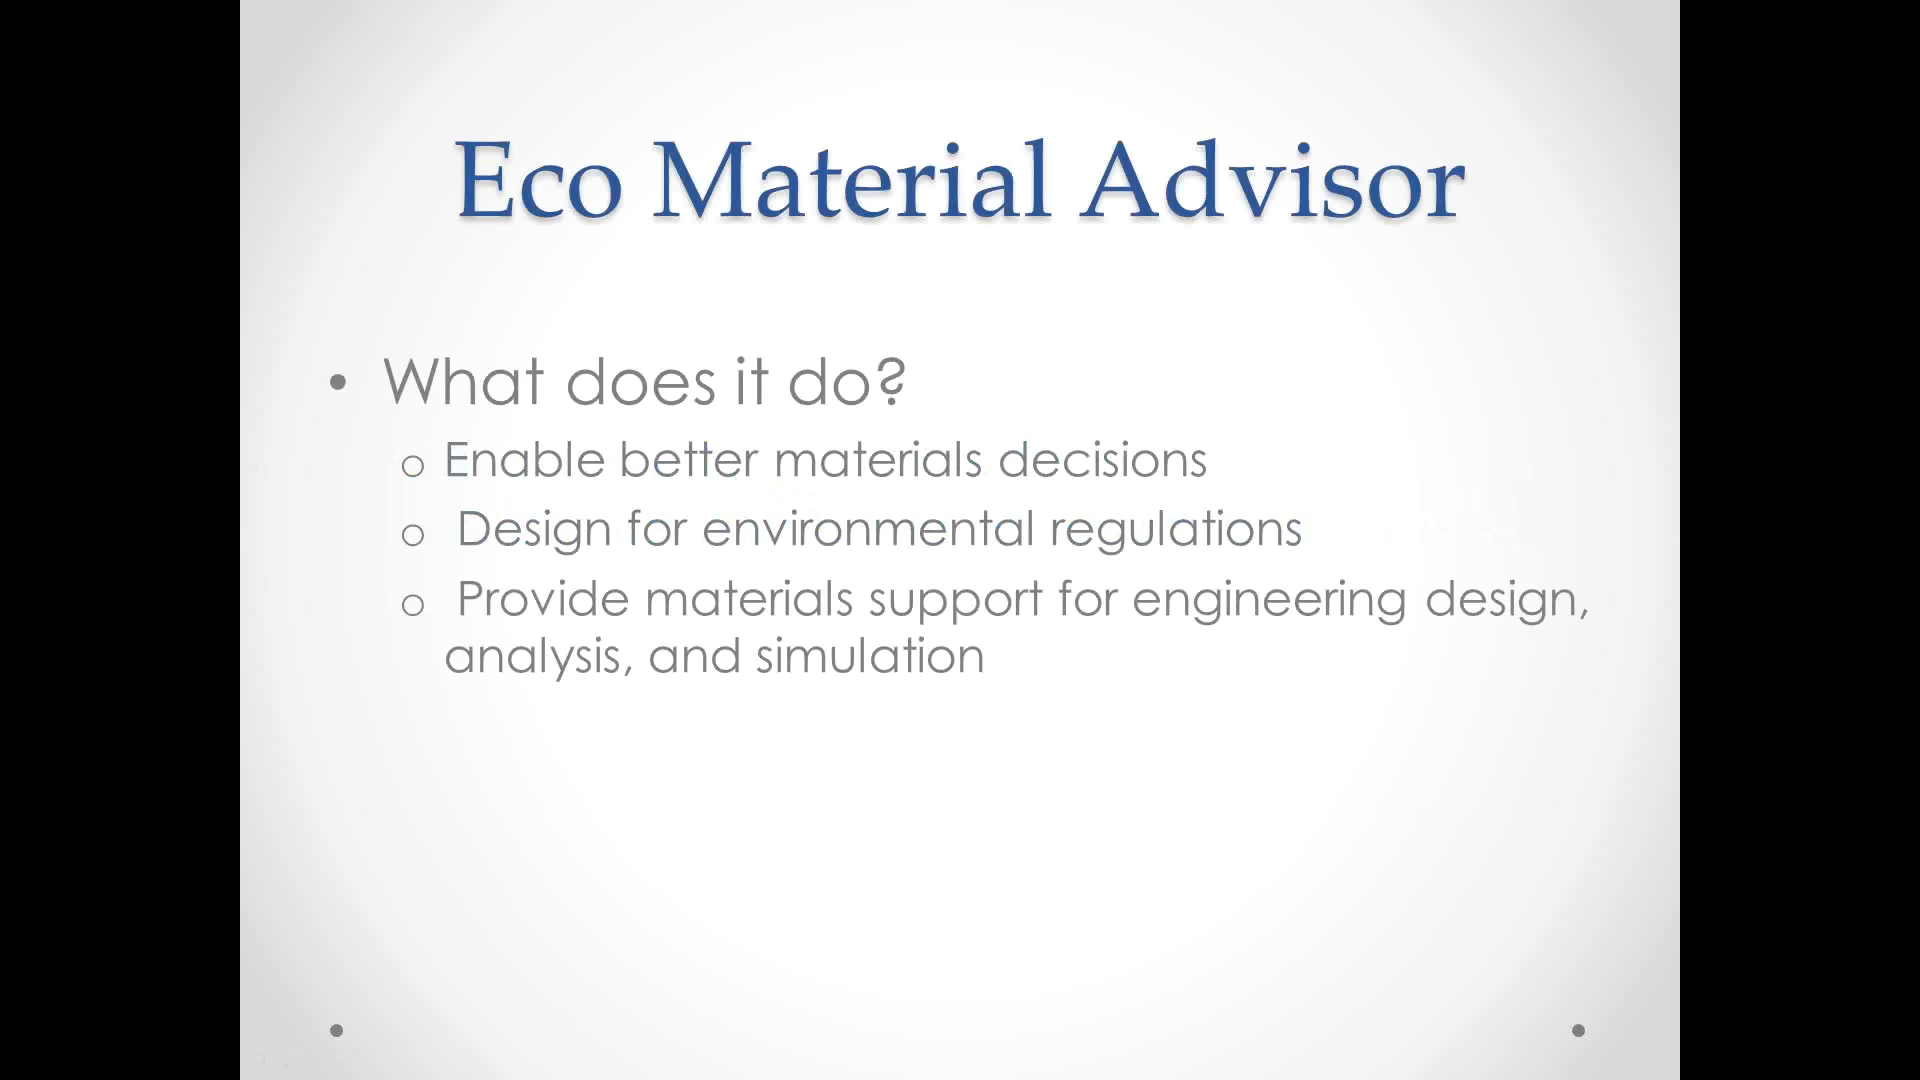 Eco Material Advisor
• What does it do?
o Enable better materials decisions
o Design for environmental regulations
o Provide materials support for engineering design,
analysis, and simulation